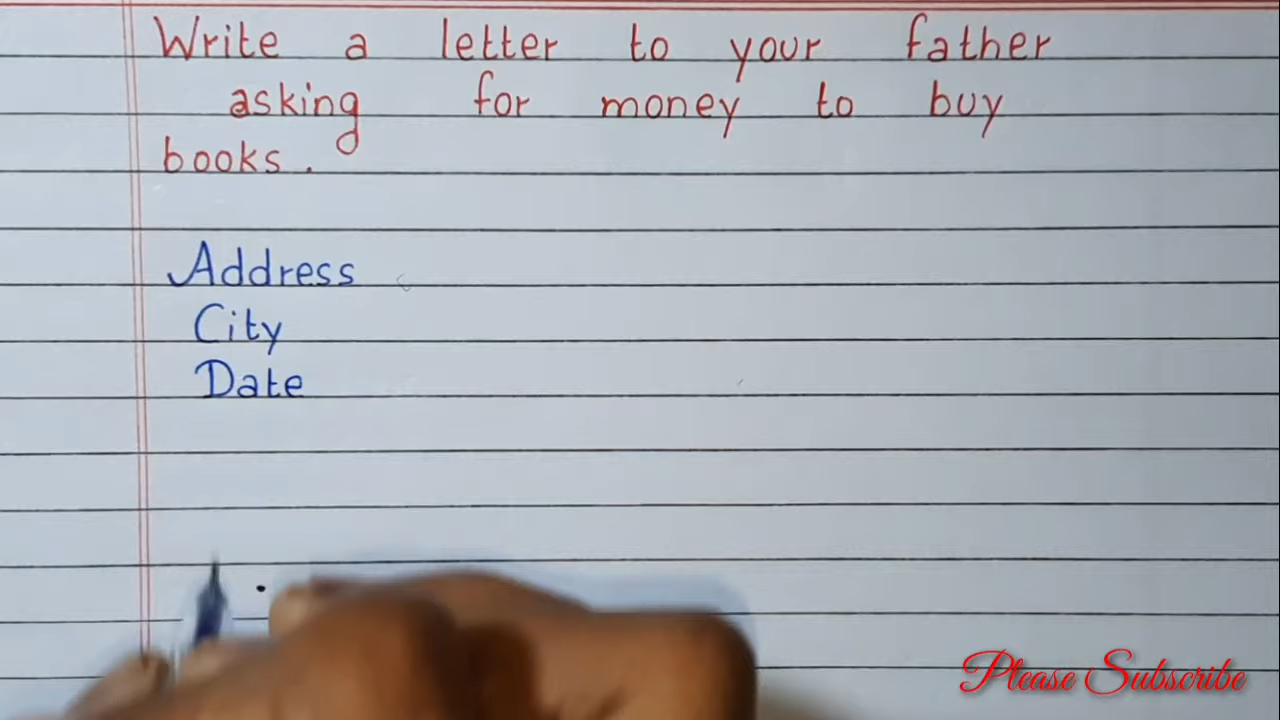 Write a letter to your father
asking for money to buy
books.
Address
City
Date
Please Subscribe